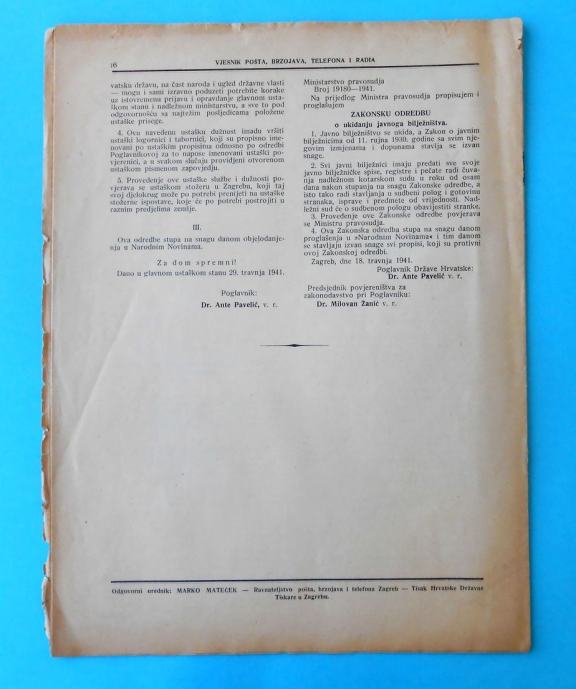 16
VJESNIK POŠTA, BRZOJAVA, TELEFONA I RADIA
vatsku državu, na čast naroda i ugled državne vlasti
— mogu i sami izravno poduzeti potrebite korake
uz istovremenu prijavu i opravdanje glavnom usta-
škom stanu i nadležnom ministarstvu, a sve to pod
odgovornošću sa najtežim posljedicama položene
ustaške prisege.
4. Ovu navedenu ustašku dužnost imadu vršiti
ustaški logornici i tabornici, koji su propisno ime-
novani po ustaškim propisima odnosno po odredbi
Poglavnikovoj za to napose imenovani ustaški po-
vjerenici, a u svakom slučaju providjeni otvorenom
ustaškom pismenom zapovjedju.
5. Provedenje ove ustaške službe i dužnosti po-
vjerava se ustaškom stožeru u Zagrebu, koji taj
svoj djelokrug može po potrebi prenijeti na ustaške
stožerne ispostave, koje će po potrebi postrojiti u
raznim predjelima zemlje.
III.
Ova odredbe stupa na snagu danom objelodanje-
nja u Narodnim Novinama.
Za dom spremni!
Dano u glavnom ustaškom stanu 29. travnja 1941.
Poglavnik:
Dr. Ante Pavelić, v. r.
Ministarstvo pravosudja
Broj 19180—1941.
Na prijedlog Ministra pravosudja propisujem i
proglašujem
ZAKONSKU ODREDBU
o ukidanju javnoga bilježništva.
1. Javno bilježništvo se ukida, a Zakon o javnim
bilježnicima od 11. rujna 1930. godine sa svim nje-
govim izmjenama i dopunama stavlja se izvan
snage.
2. Svi javni bilježnici imaju predati sve svoje
javno bilježničke spise, registre i pečate radi čuva-
nja nadležnom kotarskom sudu u roku od osam
dana nakon stupanja na snagu Zakonske odredbe, a
isto tako radi stavljanja u sudbeni polog i gotovinu
stranaka, isprave i predmete od vrijednosti. Nad-
ležni sud će o sudbenom pologu obavijestiti stranke.
3. Provedenje ove Zakonske odredbe povjerava
se Ministru pravosudja.
4. Ova Zakonska odredba stupa na snagu danom
proglašenja u »Narodnim Novinama« i tim danom
se stavljaju izvan snage svi propisi, koji su protivni
ovoj Zakonskoj odredbi.
Zagreb, dne 18. travnja 1941.
Poglavnik Države Hrvatske:
Dr. Ante Pavelić v. r.
Predsjednik povjereništva za
zakonodavstvo pri Poglavniku:
Dr. Milovan Žanić v. r.
Odgovorni urednik: MARKO MATEČEK — Ravnateljstvo pošta, brzojava i telefona Zagreb — Tisak Hrvatske Državne
Tiskare u Zagrebu.